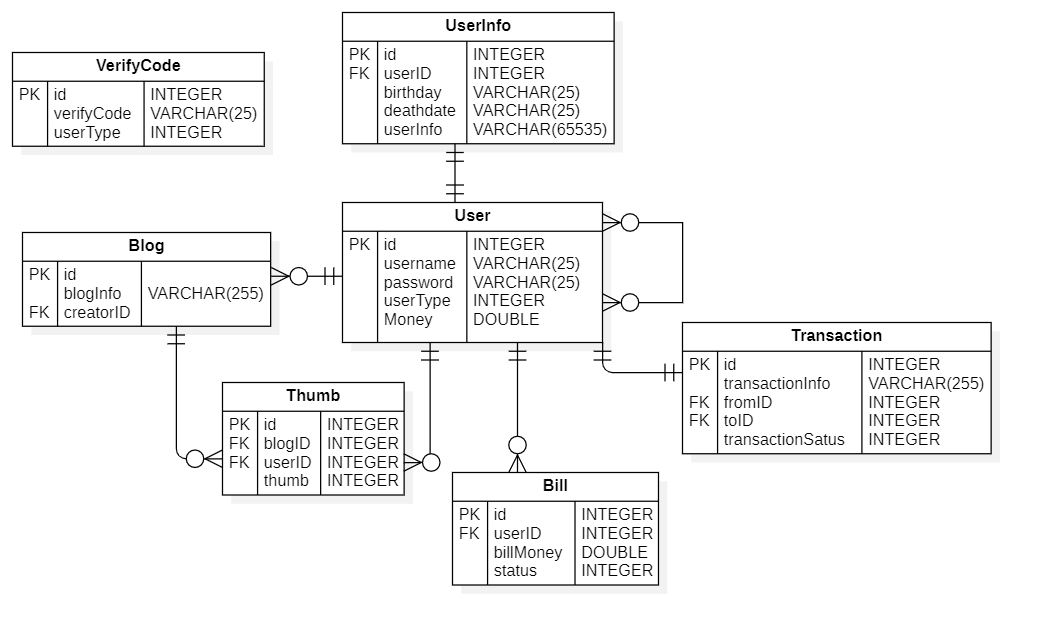 UserInfo
PK id INTEGER
FK userID INTEGER
birthday VARCHAR(25)
deathdate VARCHAR(25)
userInfo VARCHAR(65535)
VerifyCode
PK id INTEGER
verifyCode VARCHAR(25)
userType INTEGER
User
PK id INTEGER
username VARCHAR(25)
password VARCHAR(25)
userType INTEGER
Money DOUBLE
Blog
PK id
blogInfo VARCHAR(255)
FK creatorID
Transaction
PK id INTEGER
transactionInfo VARCHAR(255)
FK fromID INTEGER
FK toID INTEGER
transactionSatus INTEGER
Thumb
PK id INTEGER
FK blogID INTEGER
FK userID INTEGER
thumb INTEGER
Bill
PK id INTEGER
FK userID INTEGER
billMoney DOUBLE
status INTEGER